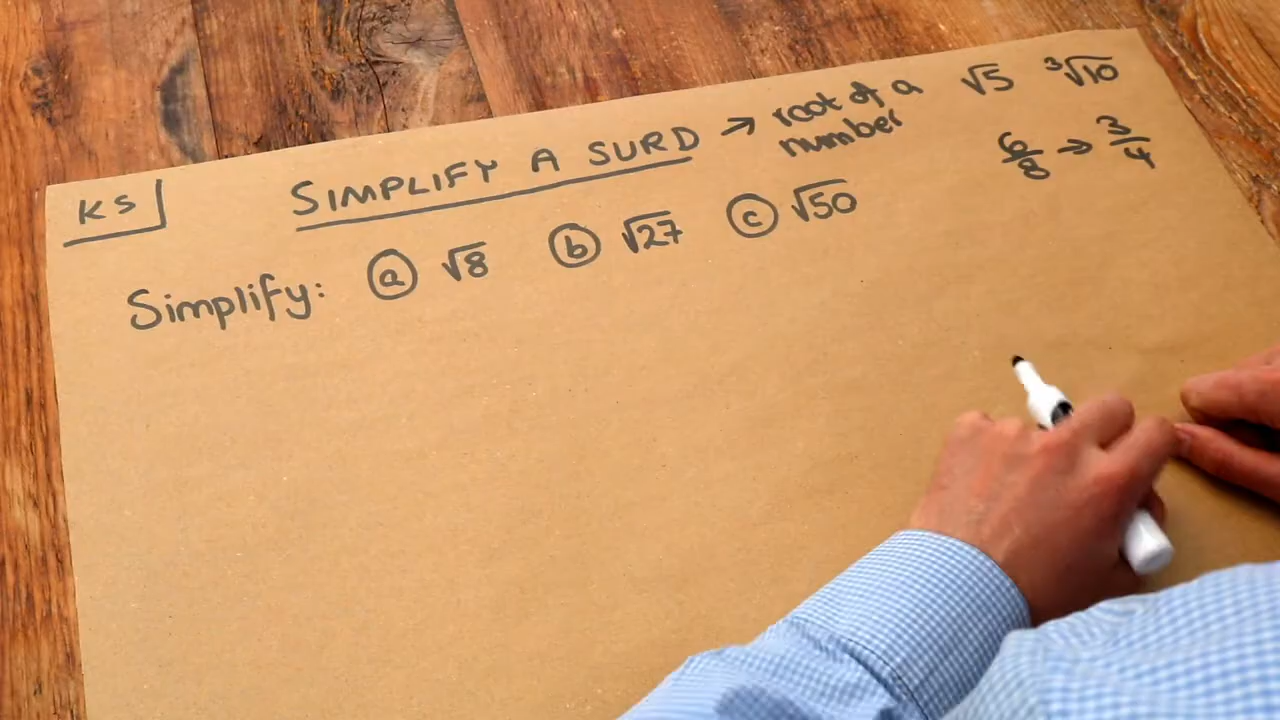 KS
SIMPLIFY A SURD → root of a number √5 ³√10
6/8 → 3/4
Simplify: ⓐ √8 ⓑ √27 ⓒ √50